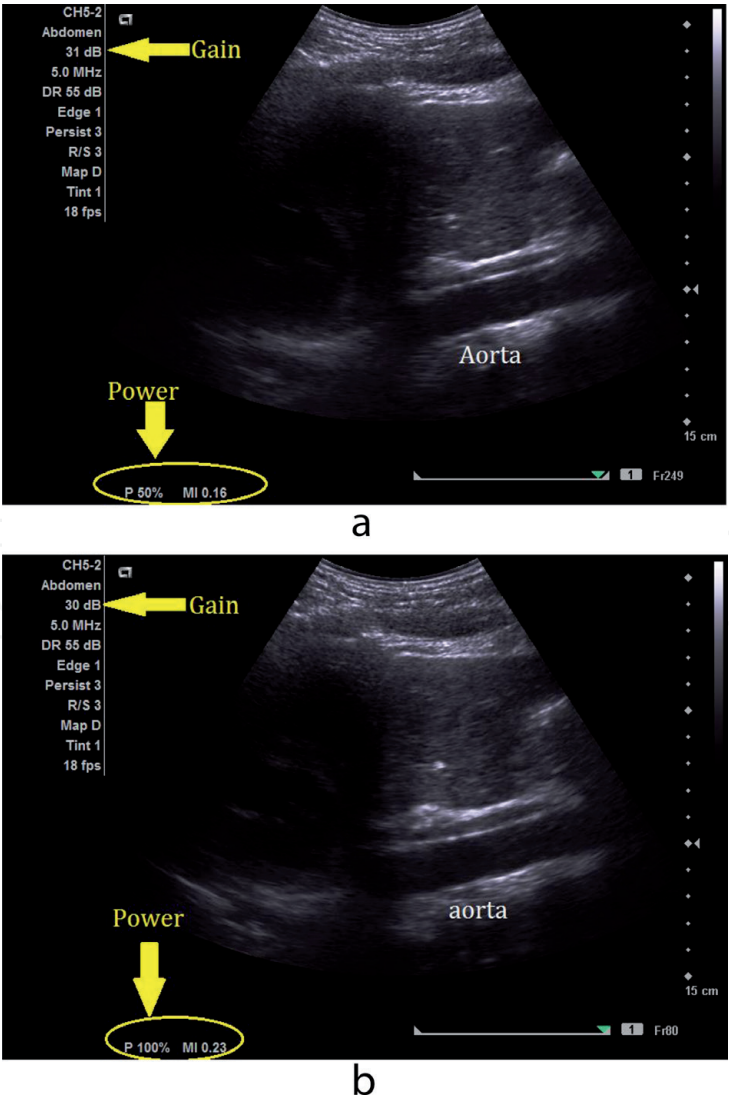 CH5-2
Abdomen
31 dB
Gain
5.0 MHz
DR 55 dB
Edge 1
Persist 3
R/S 3
Map D
Tint 1
18 fps
Aorta
Power
15 cm
P 50% MI 0.16
1 Fr249
a
CH5-2
Abdomen
30 dB
Gain
5.0 MHz
DR 55 dB
Edge 1
Persist 3
R/S 3
Map D
Tint 1
18 fps
aorta
Power
15 cm
P 100% MI 0.23
1 Fr80
b